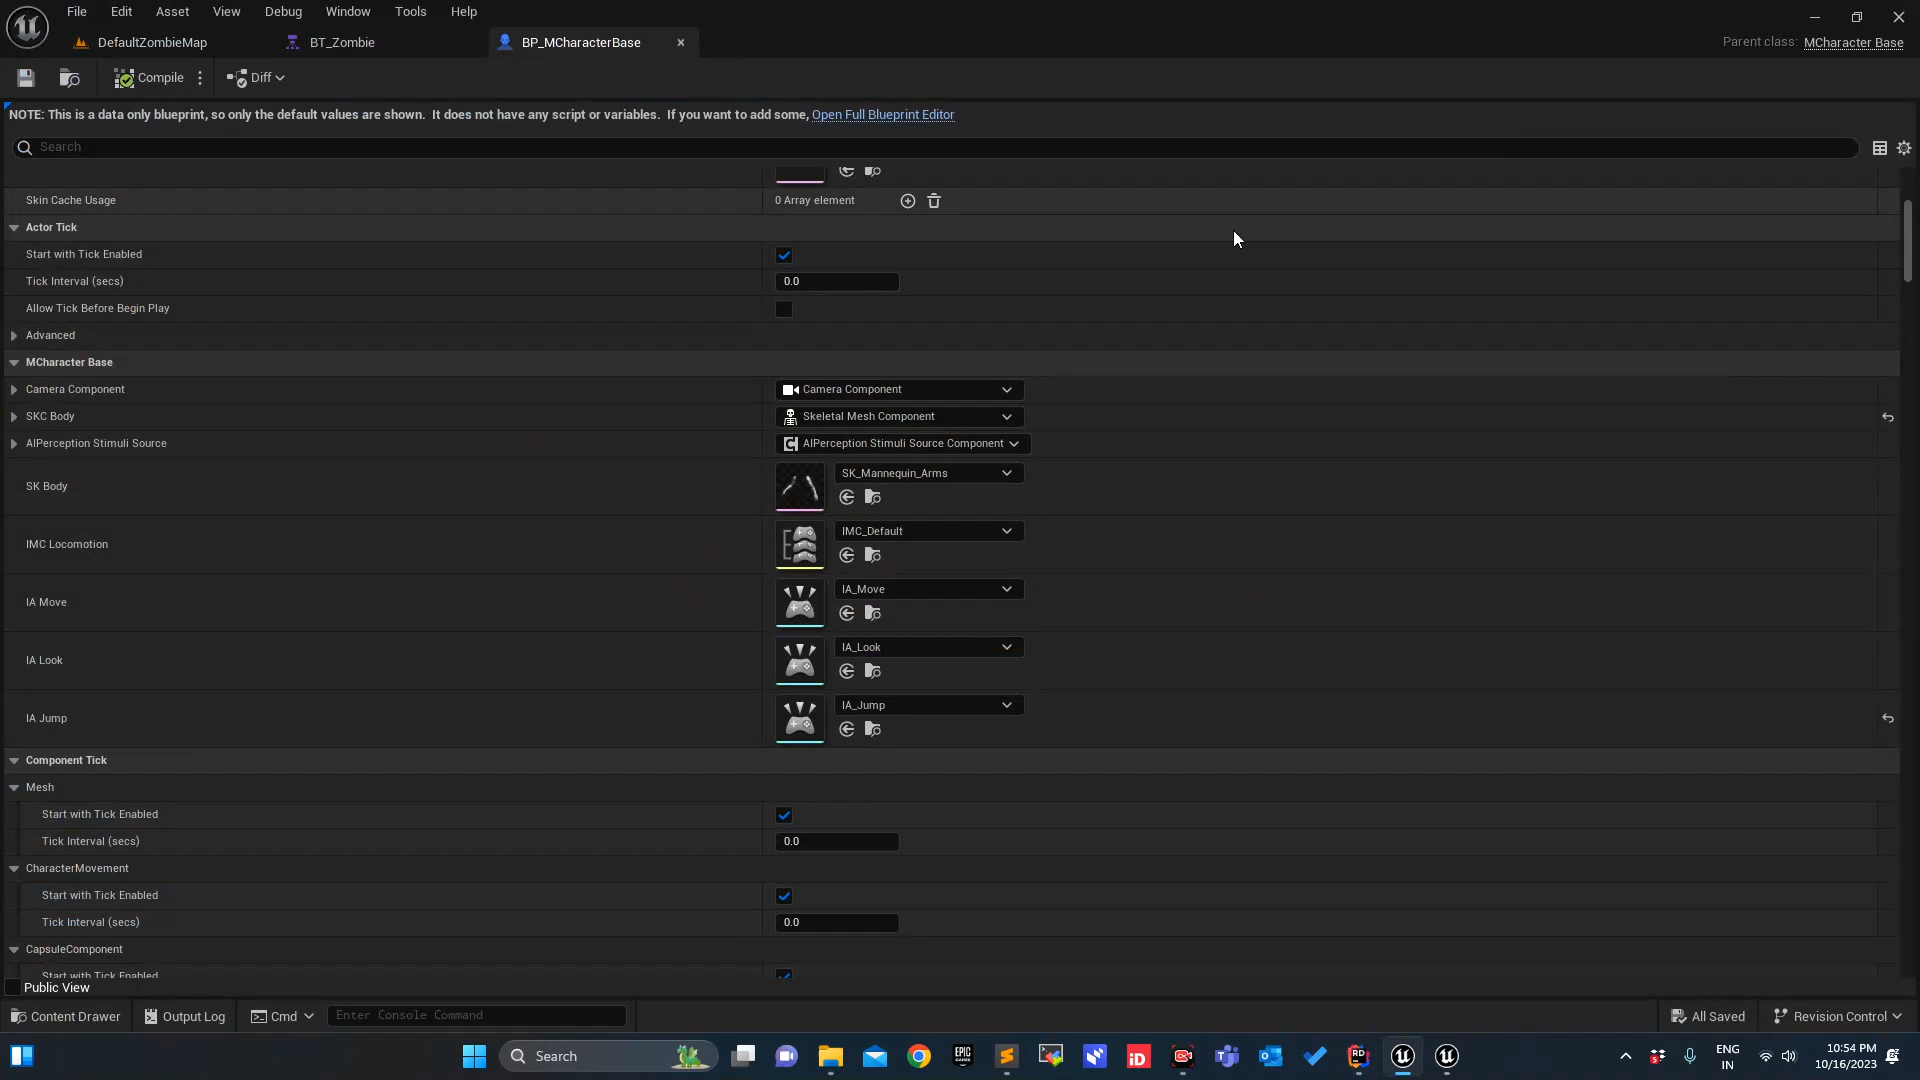 File Edit Asset View Debug Window Tools Help
DefaultZombieMap BT_Zombie BP_MCharacterBase Parent class: MCharacter Base
Compile Diff
NOTE: This is a data only blueprint, so only the default values are shown. It does not have any script or variables. If you want to add some, Open Full Blueprint Editor
Search
Skin Cache Usage 0 Array element
Actor Tick
Start with Tick Enabled
Tick Interval (secs) 0.0
Allow Tick Before Begin Play
Advanced
MCharacter Base
Camera Component Camera Component
SKC Body Skeletal Mesh Component
AIPerception Stimuli Source AIPerception Stimuli Source Component
SK Body SK_Mannequin_Arms
IMC Locomotion IMC_Default
IA Move IA_Move
IA Look IA_Look
IA Jump IA_Jump
Component Tick
Mesh
Start with Tick Enabled
Tick Interval (secs) 0.0
CharacterMovement
Start with Tick Enabled
Tick Interval (secs) 0.0
CapsuleComponent
Start with Tick Enabled
Public View
Content Drawer Output Log Cmd Enter Console Command All Saved Revision Control
Search ENG 10:54 PM
IN 10/16/2023